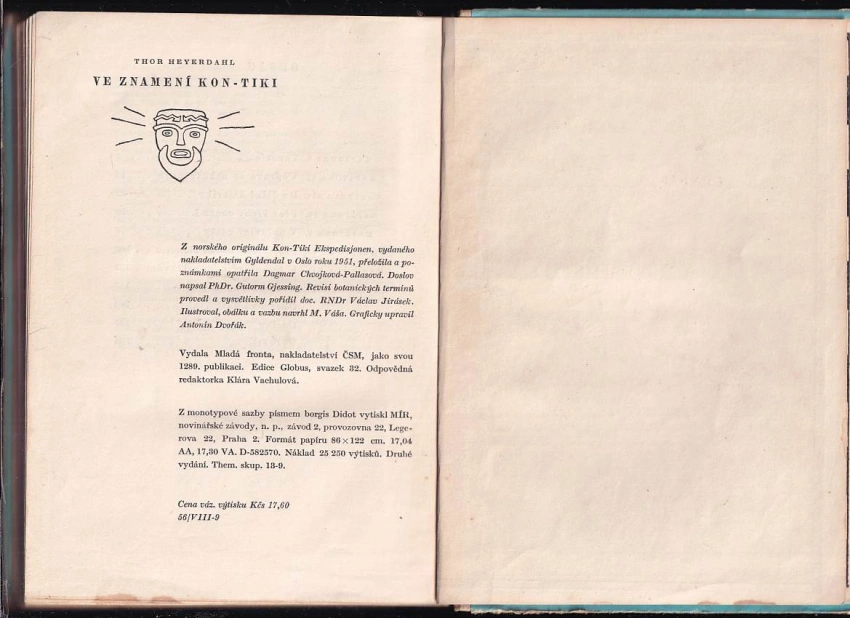 THOR HEYERDAHL
VE ZNAMENÍ KON-TIKI
Z norského originálu Kon-Tiki Ekspedisjonen, vydaného
nakladatelstvím Gyldendal v Oslo roku 1951, přeložila a po-
známkami opatřila Dagmar Chvojková-Pallasová. Doslov
napsal PhDr. Gutorm Gjessing. Revisi botanických termínů
provedl a vysvětlivky pořídil doc. RNDr Václav Jirásek.
Ilustroval, obálku a vazbu navrhl M. Váša. Graficky upravil
Antonín Dvořák.
Vydala Mladá fronta, nakladatelství ČSM, jako svou
1289. publikaci. Edice Globus, svazek 32. Odpovědná
redaktorka Klára Vachulová.
Z monotypové sazby písmem borgis Didot vytiskl MÍR,
novinářské závody, n. p., závod 2, provozovna 22, Lege-
rova 22, Praha 2. Formát papíru 86×122 cm. 17,04
AA, 17,30 VA. D-582570. Náklad 25 250 výtisků. Druhé
vydání. Them. skup. 13-9.
Cena váz. výtisku Kčs 17,60
56/VIII-9